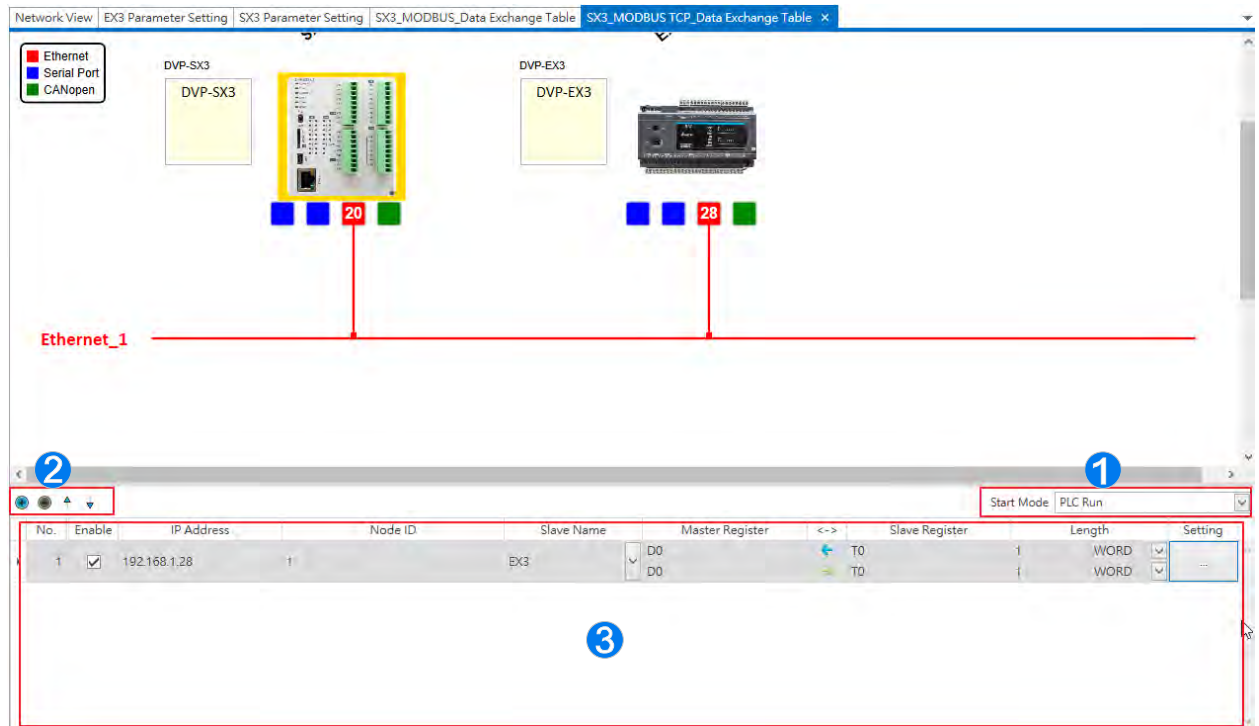 Network View EX3 Parameter Setting SX3 Parameter Setting SX3_MODBUS_Data Exchange Table SX3_MODBUS TCP_Data Exchange Table ×
Ethernet
Serial Port
CANopen
DVP-SX3
DVP-SX3
DVP-EX3
DVP-EX3
20
28
Ethernet_1
2
1
Start Mode PLC Run
No. Enable IP Address Node ID Slave Name Master Register <-> Slave Register Length Setting
1 192.168.1.28 1 EX3 D0 T0 1 WORD ...
D0 T0 1 WORD
3